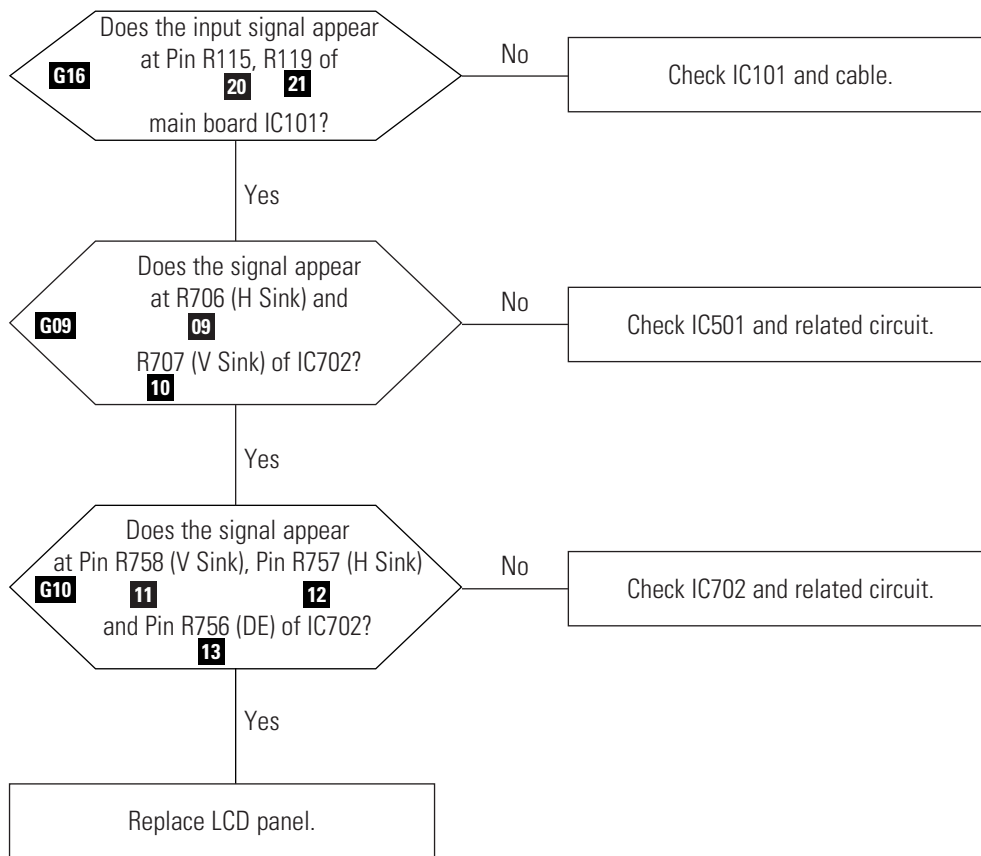 Does the input signal appear
at Pin R115, R119 of
G16
20 21
main board IC101?
No
Check IC101 and cable.
Yes
Does the signal appear
at R706 (H Sink) and
G09
09
R707 (V Sink) of IC702?
10
No
Check IC501 and related circuit.
Yes
Does the signal appear
at Pin R758 (V Sink), Pin R757 (H Sink)
G10
11 12
and Pin R756 (DE) of IC702?
13
No
Check IC702 and related circuit.
Yes
Replace LCD panel.